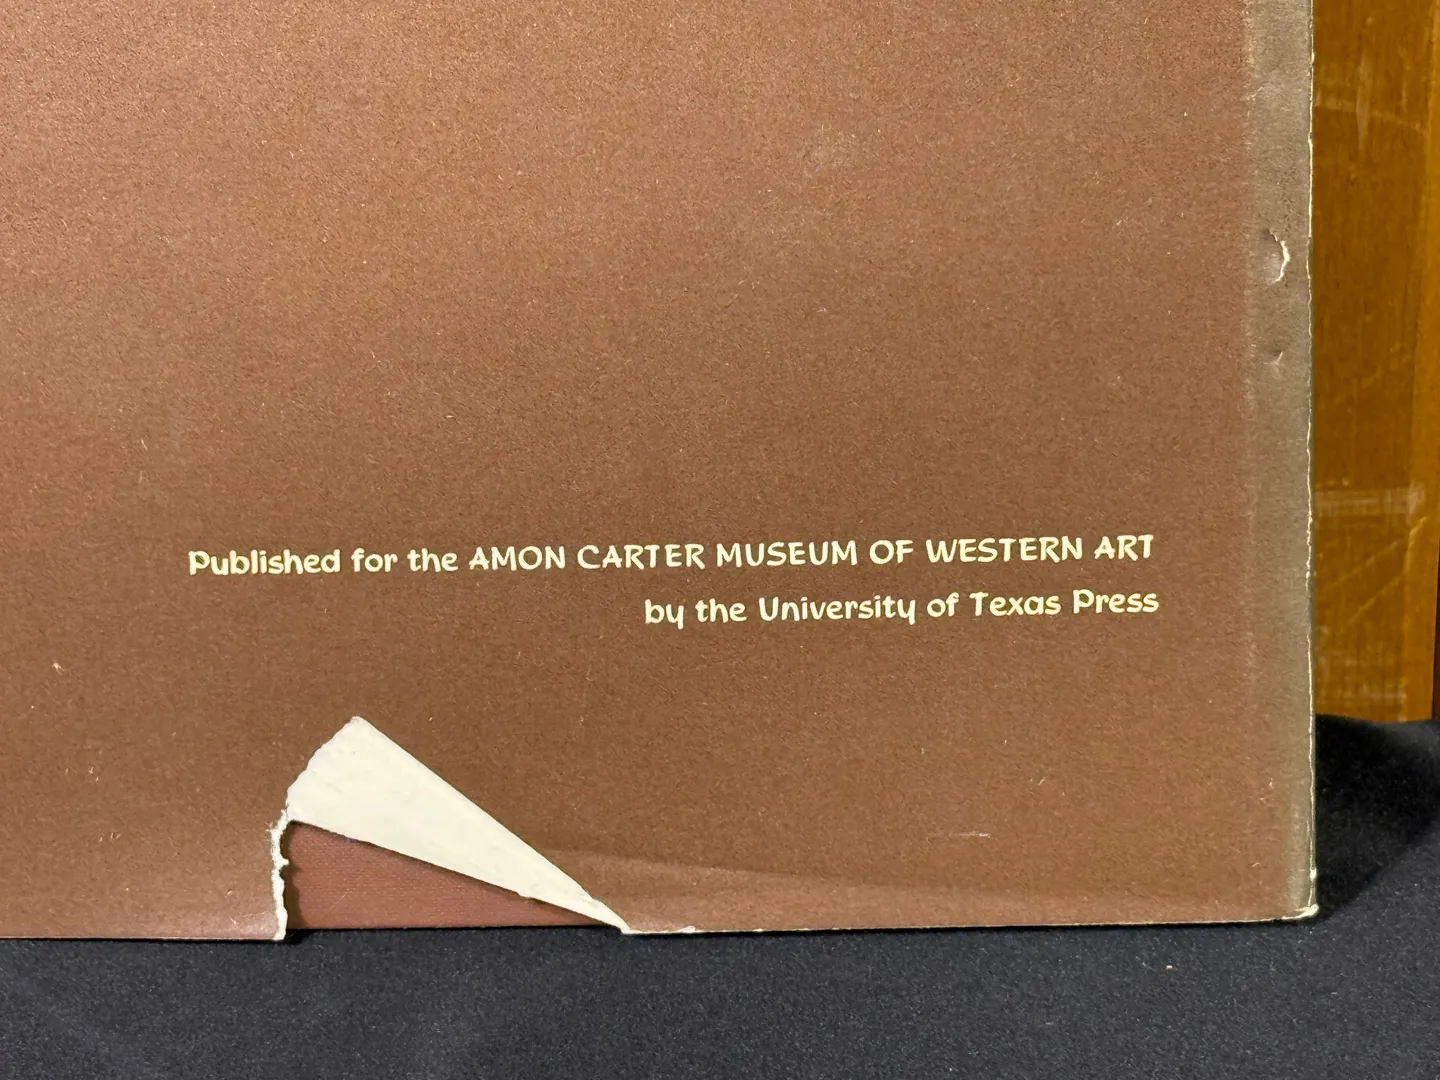 Published for the AMON CARTER MUSEUM OF WESTERN ART
by the University of Texas Press